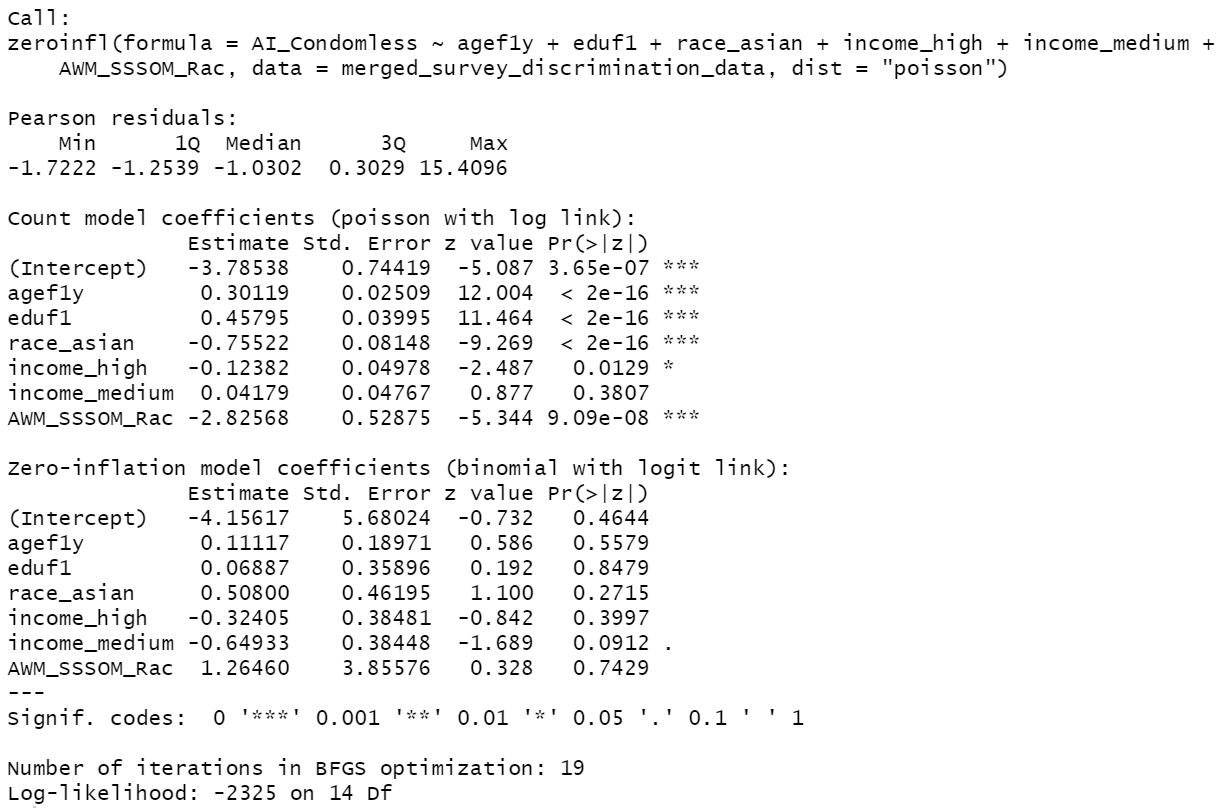 Call:
zeroinfl(formula = AI_Condomless ~ agef1y + eduf1 + race_asian + income_high + income_medium +
    AWM_SSSOM_Rac, data = merged_survey_discrimination_data, dist = "poisson")

Pearson residuals:
    Min      1Q  Median      3Q     Max
-1.7222 -1.2539 -1.0302  0.3029 15.4096

Count model coefficients (poisson with log link):
              Estimate Std. Error z value Pr(>|z|)
(Intercept)   -3.78538    0.74419  -5.087 3.65e-07 ***
agef1y         0.30119    0.02509  12.004  < 2e-16 ***
eduf1          0.45795    0.03995  11.464  < 2e-16 ***
race_asian    -0.75522    0.08148  -9.269  < 2e-16 ***
income_high   -0.12382    0.04978  -2.487   0.0129 *
income_medium  0.04179    0.04767   0.877   0.3807
AWM_SSSOM_Rac -2.82568    0.52875  -5.344 9.09e-08 ***

Zero-inflation model coefficients (binomial with logit link):
              Estimate Std. Error z value Pr(>|z|)
(Intercept)   -4.15617    5.68024  -0.732   0.4644
agef1y         0.11117    0.18971   0.586   0.5579
eduf1          0.06887    0.35896   0.192   0.8479
race_asian     0.50800    0.46195   1.100   0.2715
income_high   -0.32405    0.38481  -0.842   0.3997
income_medium -0.64933    0.38448  -1.689   0.0912 .
AWM_SSSOM_Rac  1.26460    3.85576   0.328   0.7429
---
Signif. codes:  0 '***' 0.001 '**' 0.01 '*' 0.05 '.' 0.1 ' ' 1

Number of iterations in BFGS optimization: 19
Log-likelihood: -2325 on 14 Df